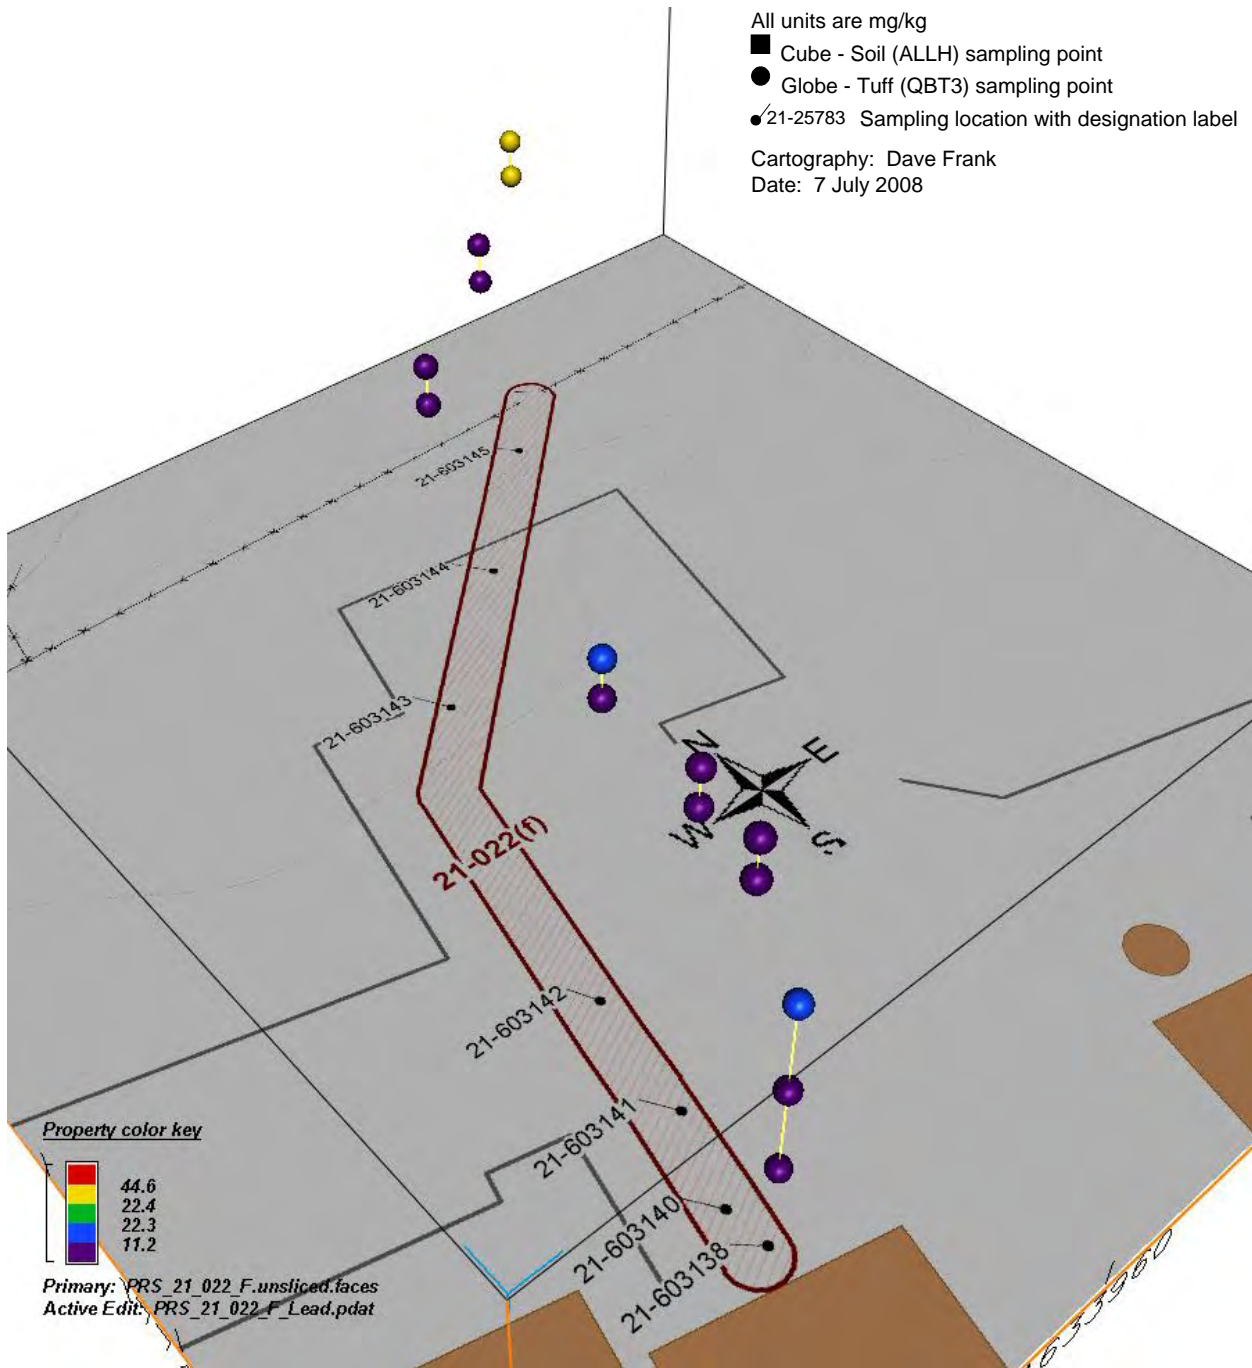 All units are mg/kg
Cube - Soil (ALLH) sampling point
Globe - Tuff (QBT3) sampling point
21-25783 Sampling location with designation label
Cartography: Dave Frank
Date: 7 July 2008
21-603145
21-603144
21-603143
N
E
W
S
21-022(f)
21-603142
21-603141
21-603140
21-603138
Property color key
44.6
22.4
22.3
11.2
Primary: PRS_21_022_F.unsliced.faces
Active Edit: PRS_21_022_F_Lead.pdat